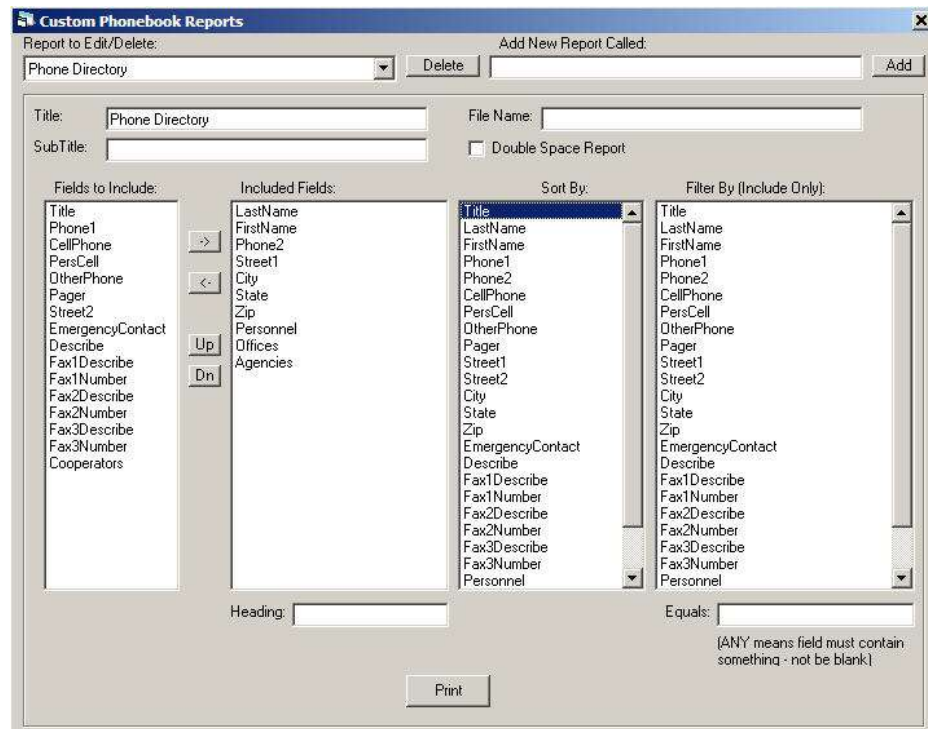 Custom Phonebook Reports
Report to Edit/Delete:
Add New Report Called:
Phone Directory
Delete
Add
Title:
Phone Directory
File Name:
SubTitle:
Double Space Report
Fields to Include:
Title
Phone1
CellPhone
PersCell
OtherPhone
Pager
Street2
EmergencyContact
Describe
Fax1Describe
Fax1Number
Fax2Describe
Fax2Number
Fax3Describe
Fax3Number
Cooperators
->
<-
Up
Dn
Included Fields:
LastName
FirstName
Phone2
Street1
City
State
Zip
Personnel
Offices
Agencies
Heading:
Sort By:
Title
LastName
FirstName
Phone1
Phone2
CellPhone
PersCell
OtherPhone
Pager
Street1
Street2
City
State
Zip
EmergencyContact
Describe
Fax1Describe
Fax1Number
Fax2Describe
Fax2Number
Fax3Describe
Fax3Number
Personnel
Filter By (Include Only):
Title
LastName
FirstName
Phone1
Phone2
CellPhone
PersCell
OtherPhone
Pager
Street1
Street2
City
State
Zip
EmergencyContact
Describe
Fax1Describe
Fax1Number
Fax2Describe
Fax2Number
Fax3Describe
Fax3Number
Personnel
Equals:
(ANY means field must contain
something - not be blank)
Print